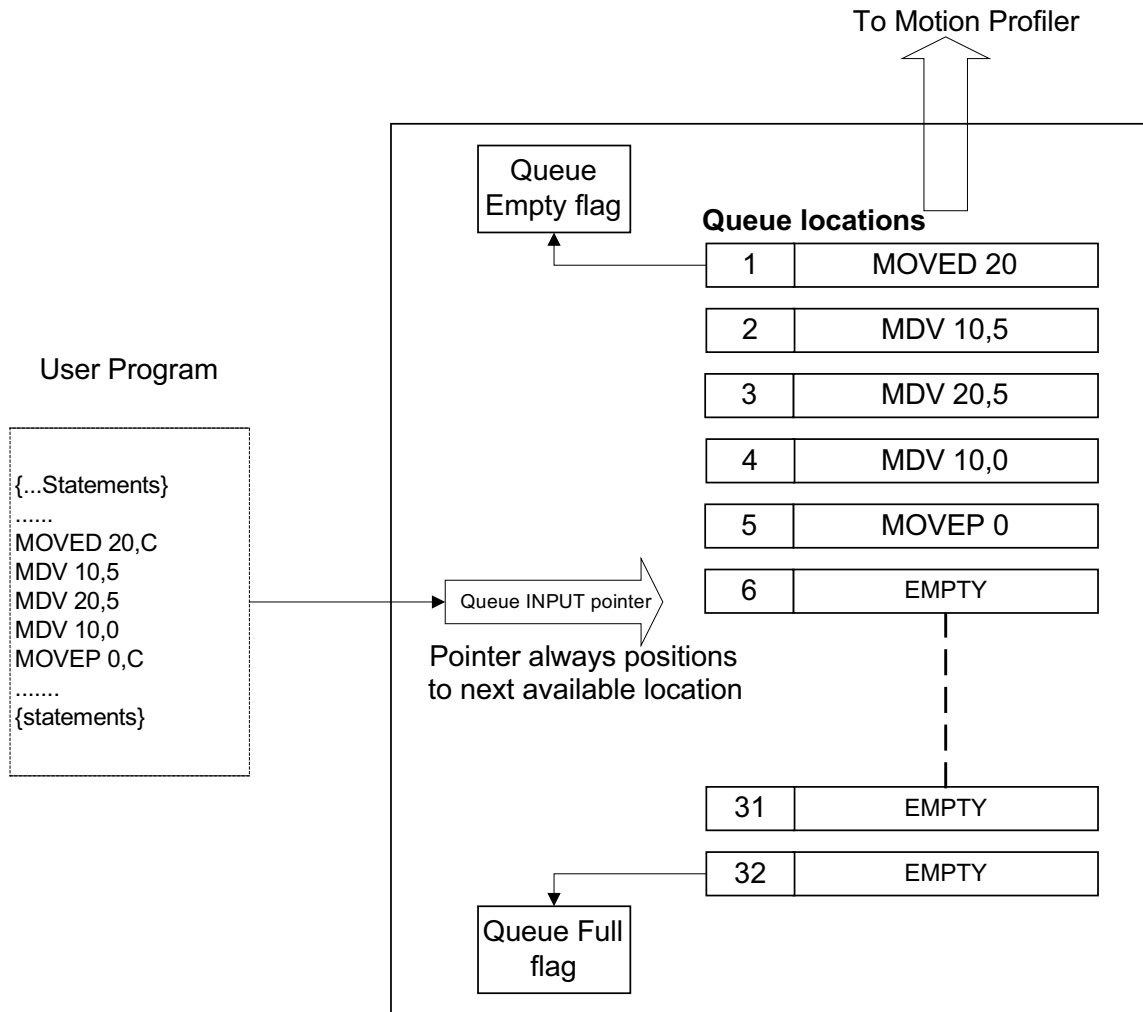 To Motion Profiler
Queue
Empty flag
Queue locations
1 MOVED 20
2 MDV 10,5
3 MDV 20,5
4 MDV 10,0
5 MOVEP 0
6 EMPTY
User Program
{...Statements}
......
MOVED 20,C
MDV 10,5
MDV 20,5
MDV 10,0
MOVEP 0,C
.......
{statements}
Queue INPUT pointer
Pointer always positions
to next available location
31 EMPTY
32 EMPTY
Queue Full
flag